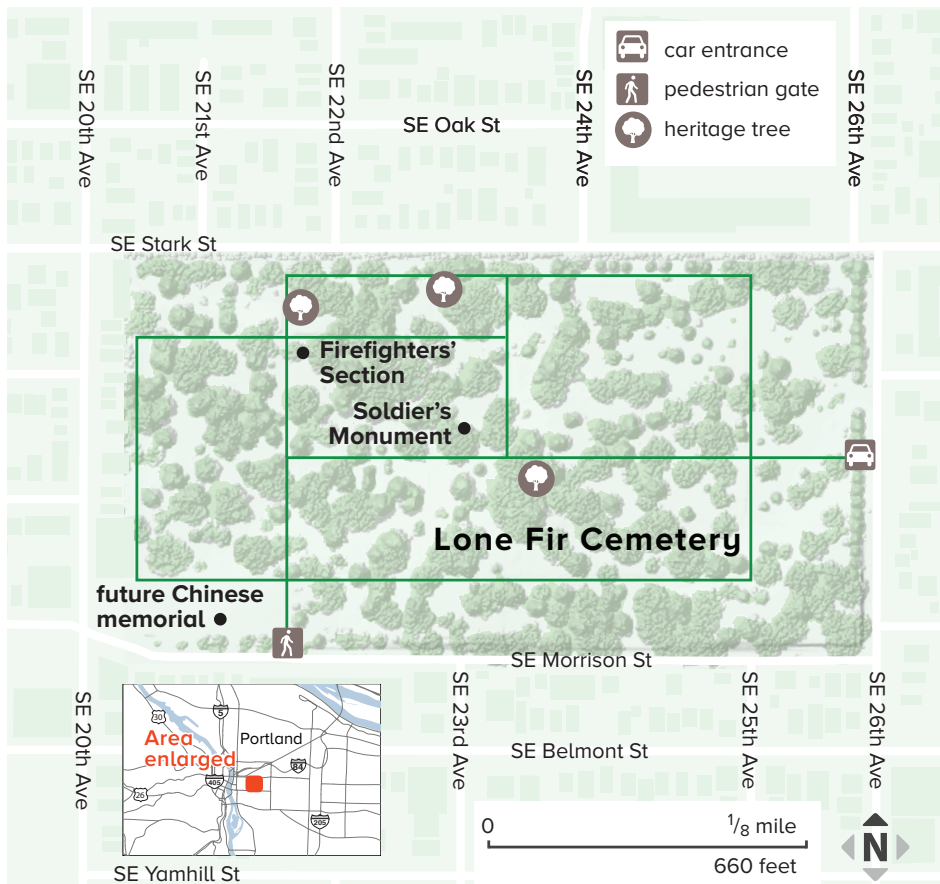 car entrance
pedestrian gate
heritage tree
SE 20th Ave
SE 21st Ave
SE 22nd Ave
SE 24th Ave
SE 26th Ave
SE Oak St
SE Stark St
Firefighters’
Section
Soldier’s
Monument
Lone Fir Cemetery
future Chinese
memorial
SE Morrison St
SE 20th Ave
SE 23rd Ave
SE 25th Ave
SE 26th Ave
30
5
Area
enlarged
Portland
84
405
26
205
SE Belmont St
0
1/8 mile
660 feet
N
SE Yamhill St